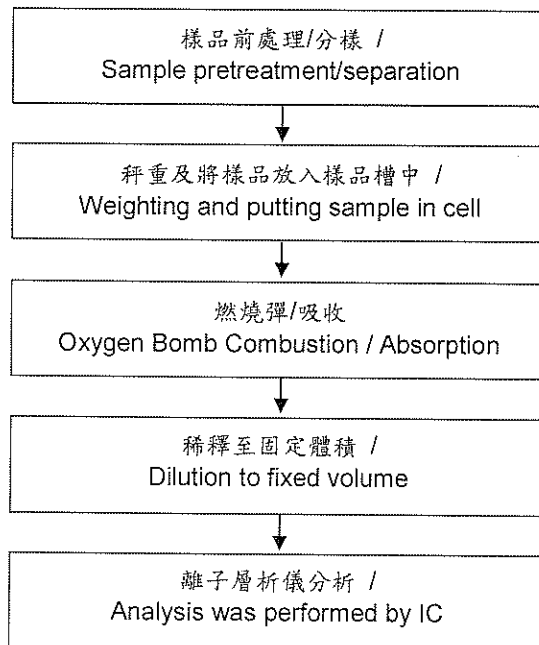 樣品前處理/分樣 /
Sample pretreatment/separation
秤重及將樣品放入樣品槽中 /
Weighting and putting sample in cell
燃燒彈/吸收
Oxygen Bomb Combustion / Absorption
稀釋至固定體積 /
Dilution to fixed volume
離子層析儀分析 /
Analysis was performed by IC